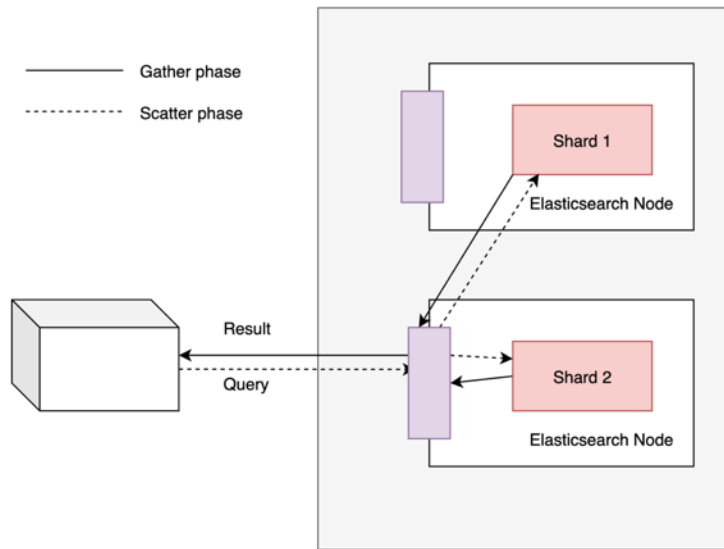 Gather phase
Scatter phase
Shard 1
Elasticsearch Node
Result
Query
Shard 2
Elasticsearch Node